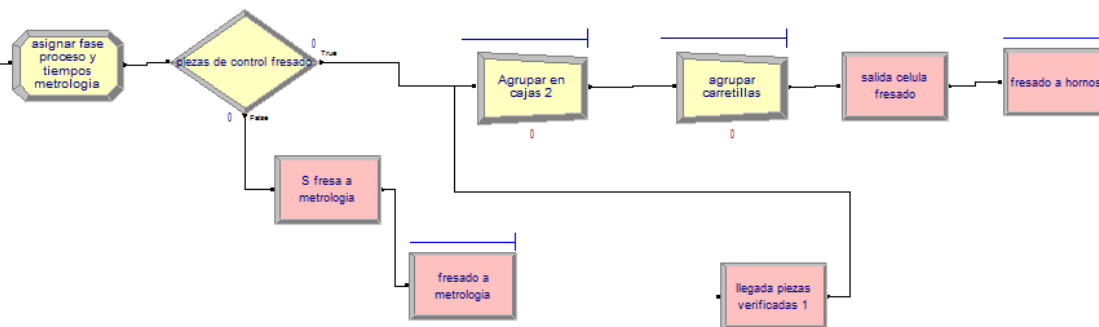 asignar fase
proceso y
tiempos
metrologia
piezas de control fresado
0
True
0
False
Agrupar en
cajas 2
0
agrupar
carretillas
0
salida celula
fresado
fresado a hornos
S fresa a
metrologia
fresado a
metrologia
llegada piezas
verificadas 1